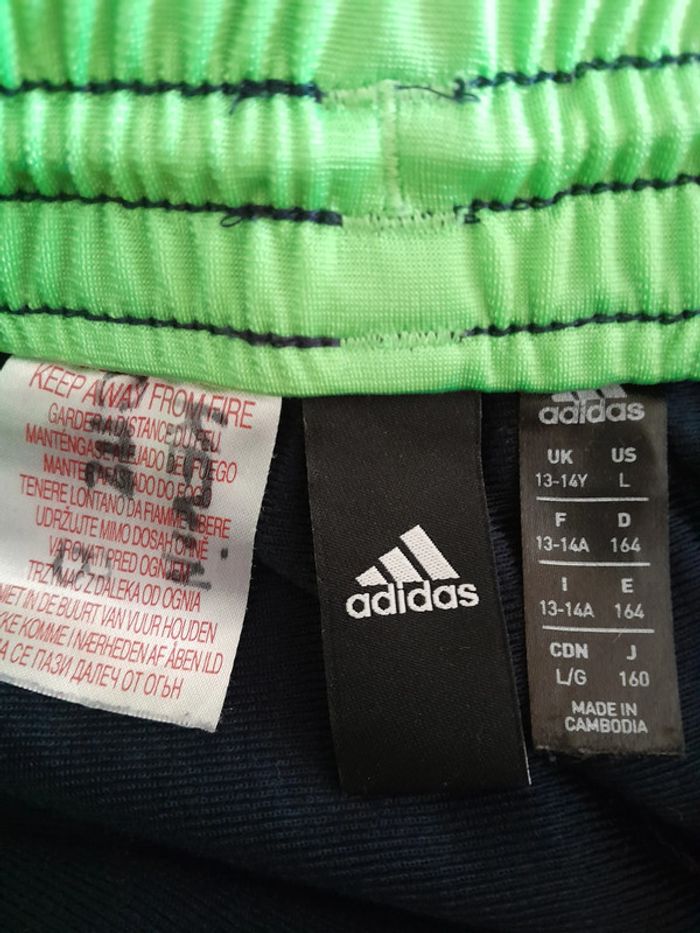 KEEP AWAY FROM FIRE
GARDER A DISTANCE DU FEU
MANTENGASE ALEJADO DEL FUEGO
MANTER AFASTADO DO FOGO
TENERE LONTANO DA FIAMME LIBERE
UDRŽUJTE MIMO DOSAH OHNĚ
VAROVATI PRED OGNJEM
TRZYMAĆ Z DALEKA OD OGNIA
NIET IN DE BUURT VAN VUUR HOUDEN
KKE KOMME I NÆRHEDEN AF ÅBEN ILD
СЕ ПАЗИ ДАЛЕЧ ОТ ОГЪН
adidas
adidas
UK US
13-14Y L
F D
13-14A 164
I E
13-14A 164
CDN J
L/G 160
MADE IN
CAMBODIA